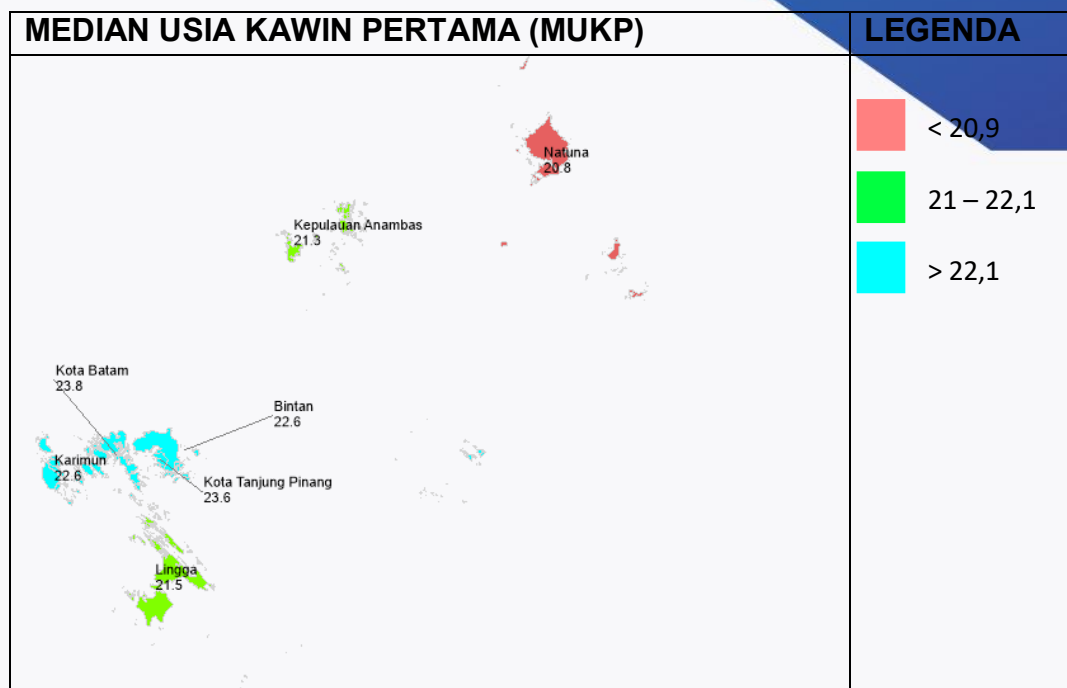 MEDIAN USIA KAWIN PERTAMA (MUKP)
LEGENDA
< 20,9
21 – 22,1
> 22,1
Natuna
20.8
Kepulauan Anambas
21.3
Kota Batam
23.8
Bintan
22.6
Karimun
22.6
Kota Tanjung Pinang
23.6
Lingga
21.5